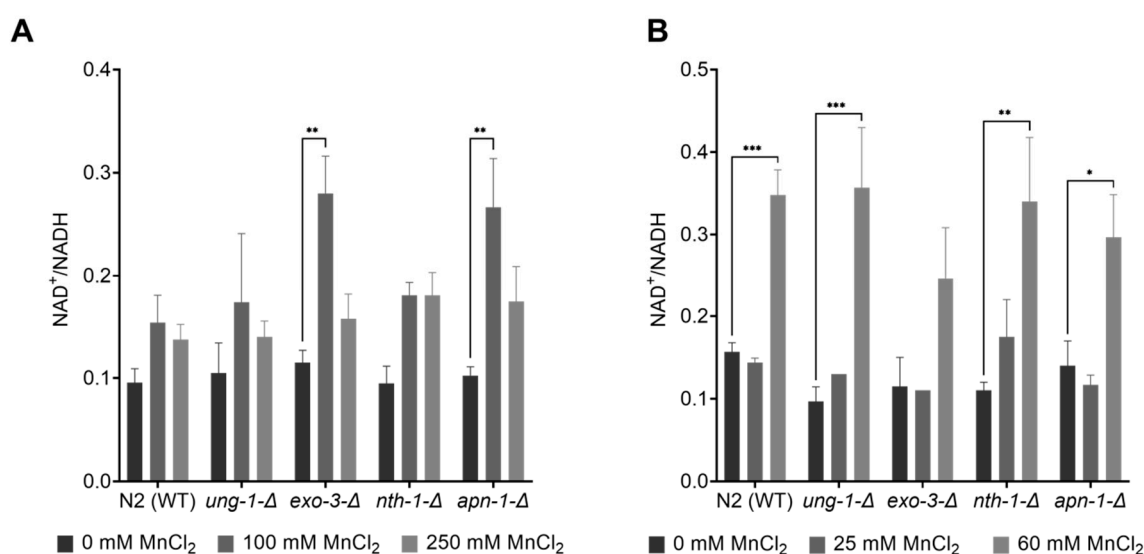 A
NAD⁺/NADH
0.4
0.3
0.2
0.1
0.0
** **
N2 (WT) ung-1-Δ exo-3-Δ nth-1-Δ apn-1-Δ
0 mM MnCl₂ 100 mM MnCl₂ 250 mM MnCl₂
B
NAD⁺/NADH
0.5
0.4
0.3
0.2
0.1
0.0
*** *** ** *
N2 (WT) ung-1-Δ exo-3-Δ nth-1-Δ apn-1-Δ
0 mM MnCl₂ 25 mM MnCl₂ 60 mM MnCl₂